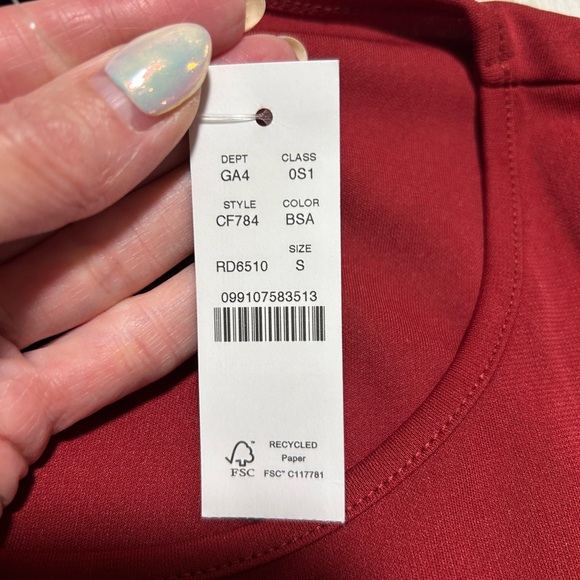 DEPT CLASS
GA4 0S1
STYLE COLOR
CF784 BSA
SIZE
RD6510 S
099107583513
RECYCLED
Paper
FSC FSC™ C117781